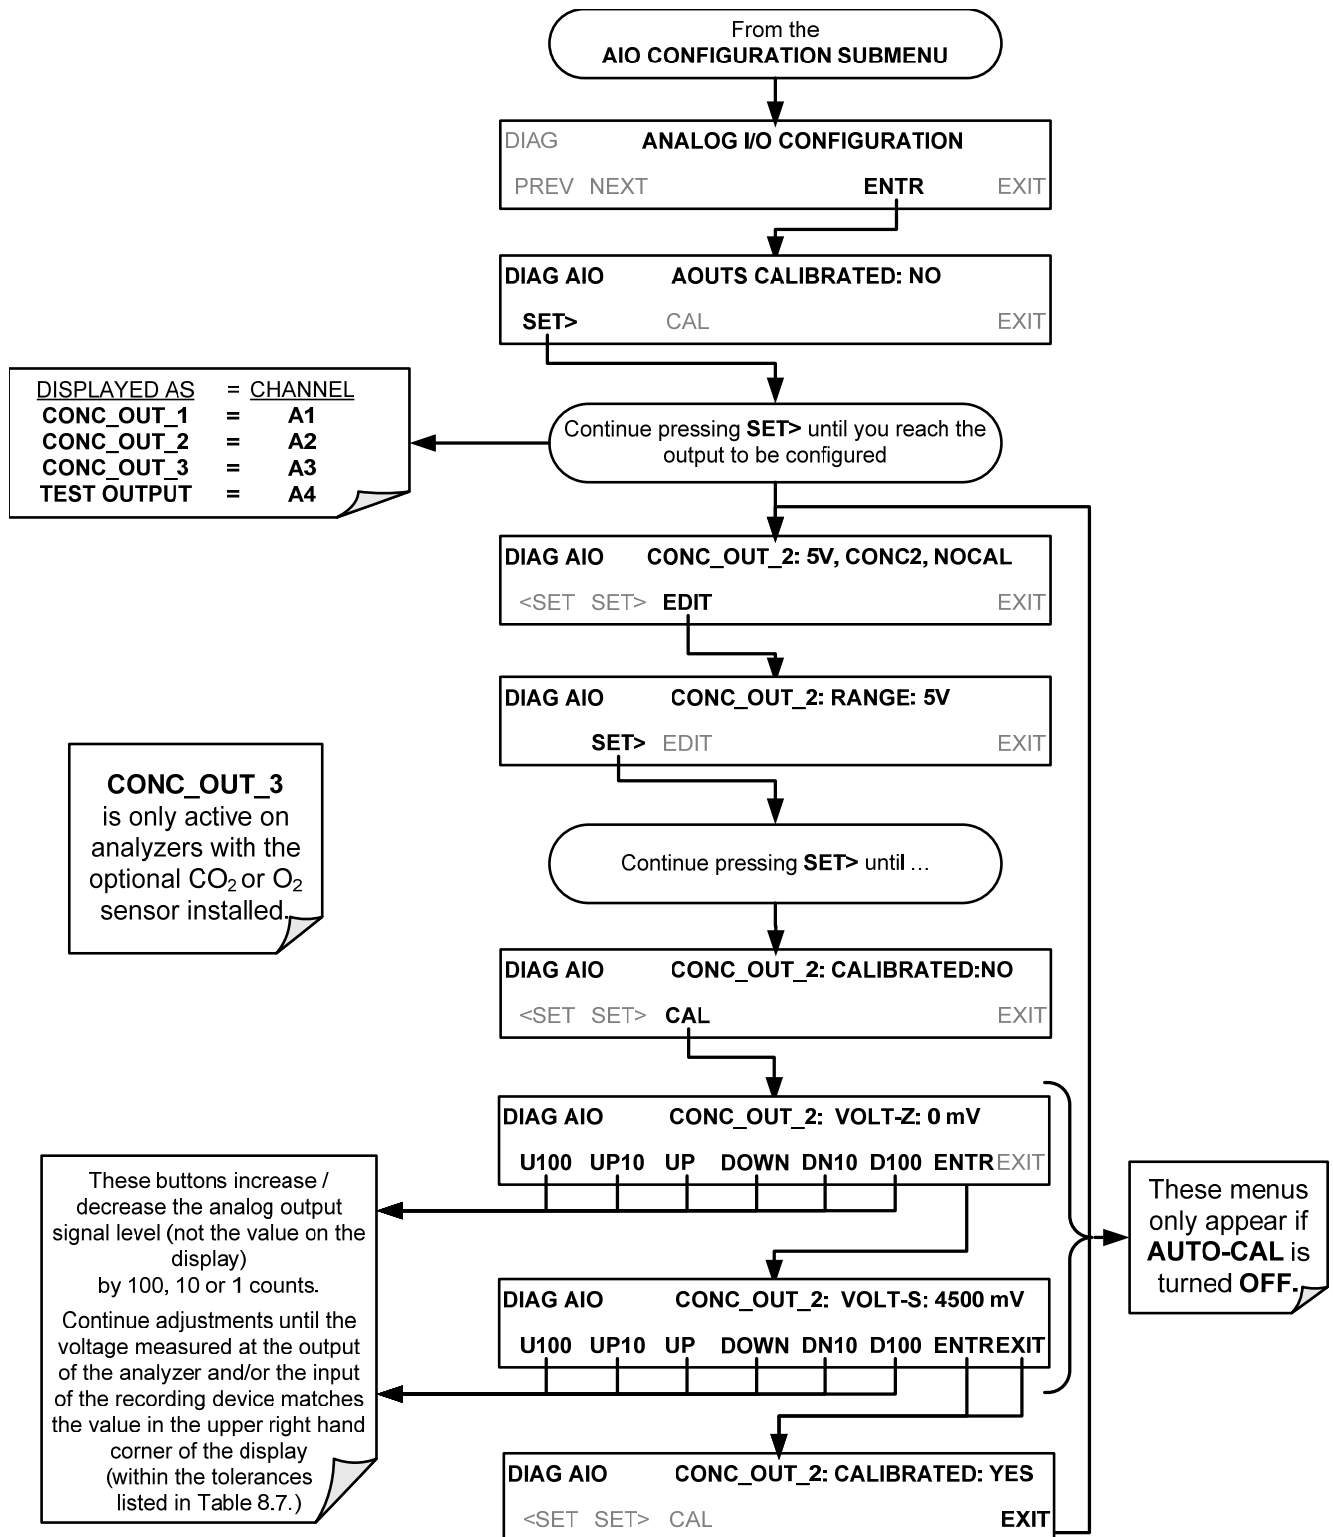 From the
AIO CONFIGURATION SUBMENU
DIAG ANALOG I/O CONFIGURATION
PREV NEXT ENTR EXIT
DIAG AIO AOUTS CALIBRATED: NO
SET> CAL EXIT
DISPLAYED AS = CHANNEL
CONC_OUT_1 = A1
CONC_OUT_2 = A2
CONC_OUT_3 = A3
TEST OUTPUT = A4
Continue pressing SET> until you reach the
output to be configured
DIAG AIO CONC_OUT_2: 5V, CONC2, NOCAL
<SET SET> EDIT EXIT
DIAG AIO CONC_OUT_2: RANGE: 5V
SET> EDIT EXIT
CONC_OUT_3
is only active on
analyzers with the
optional CO₂ or O₂
sensor installed.
Continue pressing SET> until ...
DIAG AIO CONC_OUT_2: CALIBRATED:NO
<SET SET> CAL EXIT
DIAG AIO CONC_OUT_2: VOLT-Z: 0 mV
U100 UP10 UP DOWN DN10 D100 ENTR EXIT
These buttons increase /
decrease the analog output
signal level (not the value on the
display)
by 100, 10 or 1 counts.
Continue adjustments until the
voltage measured at the output
of the analyzer and/or the input
of the recording device matches
the value in the upper right hand
corner of the display
(within the tolerances
listed in Table 8.7.)
These menus
only appear if
AUTO-CAL is
turned OFF.
DIAG AIO CONC_OUT_2: VOLT-S: 4500 mV
U100 UP10 UP DOWN DN10 D100 ENTR EXIT
DIAG AIO CONC_OUT_2: CALIBRATED: YES
<SET SET> CAL EXIT